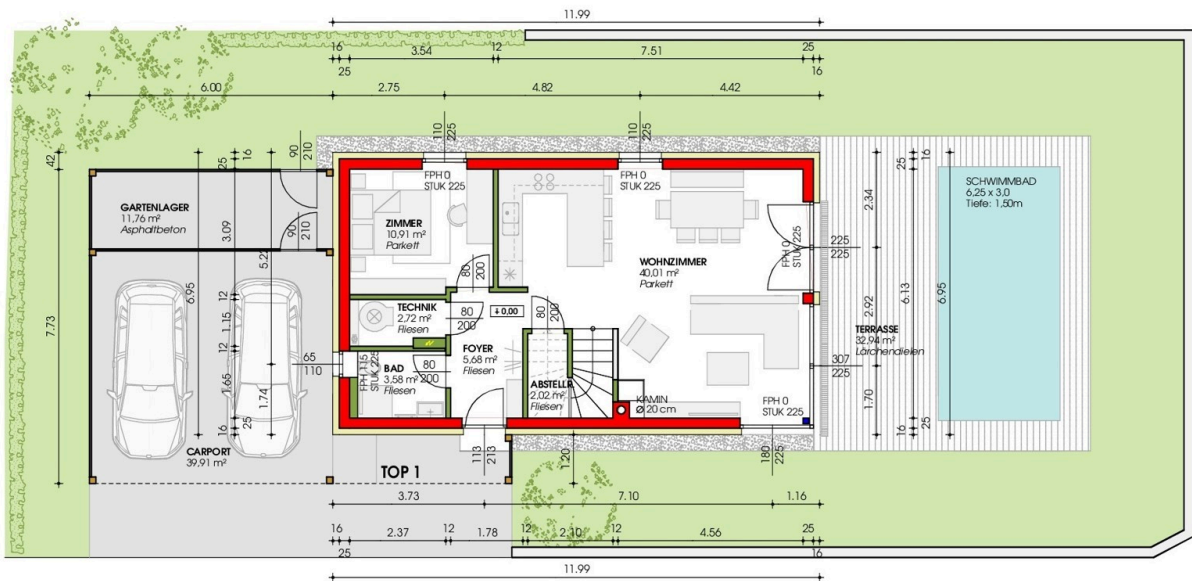 11.99
16
3.54
12
7.51
25
25
16
6.00
2.75
4.82
4.42
110
225
110
225
42
16
25
90
210
FPH 0
STUK 225
FPH 0
STUK 225
25
16
SCHWIMMBAD
6,25 x 3,0
Tiefe: 1,50m
GARTENLAGER
11,76 m²
Asphaltbeton
3.09
90
210
ZIMMER
10,91 m²
Parkett
2.34
225
225
FPH 0
STUK 225
5.22
WOHNZIMMER
40,01 m²
Parkett
80
200
6.95
7.73
12
1.15
12
TECHNIK
2,72 m²
Fliesen
80
200
±0,00
80
200
2.92
6.13
6.95
TERRASSE
32,94 m²
Lärchendielen
FOYER
5,68 m²
Fliesen
65
110
FPH 115
STUK 225
BAD
3,58 m²
Fliesen
80
200
307
225
1.65
1.74
ABSTELLR.
2,02 m²
Fliesen
KAMIN
Ø 20 cm
FPH 0
STUK 225
1.70
25
16
16
25
CARPORT
39,91 m²
TOP 1
113
213
1.20
180
225
3.73
7.10
1.16
16
2.37
12
1.78
12
2.10
12
4.56
25
25
16
11.99